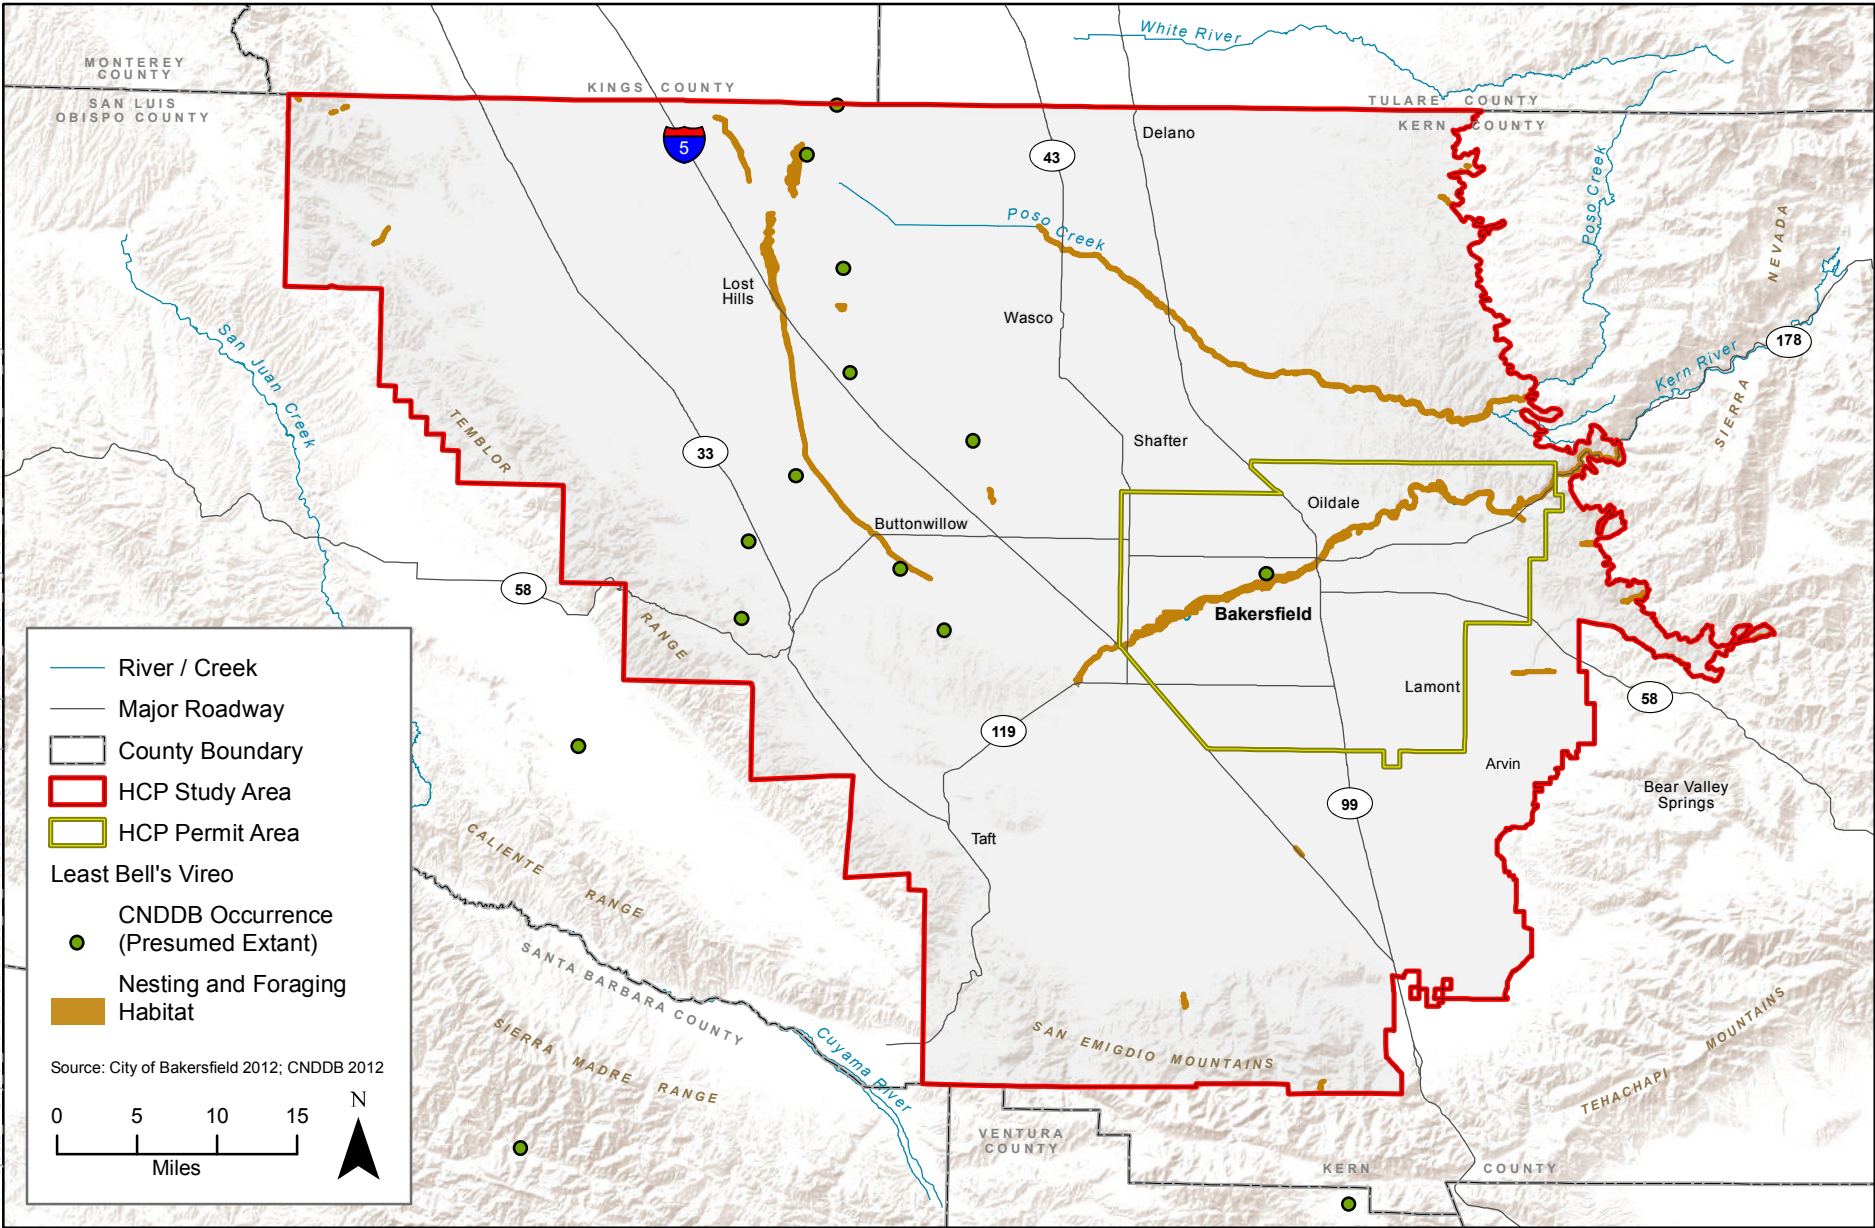 White River
MONTEREY
COUNTY
KINGS COUNTY
TULARE COUNTY
SAN LUIS
OBISPO COUNTY
KERN COUNTY
Delano
5
43
Poso Creek
Poso Creek
NEVADA
SIERRA
Lost
Hills
Wasco
178
Kern River
San Juan Creek
TEMBLOR
RANGE
33
Shafter
Oildale
Buttonwillow
58
Bakersfield
Lamont
58
119
Arvin
Bear Valley
Springs
99
Taft
CALIENTE RANGE
SANTA BARBARA COUNTY
SIERRA MADRE RANGE
Cuyama River
SAN EMIGDIO MOUNTAINS
TEHACHAPI MOUNTAINS
VENTURA
COUNTY
KERN COUNTY
River / Creek
Major Roadway
County Boundary
HCP Study Area
HCP Permit Area
Least Bell's Vireo
CNDDB Occurrence
(Presumed Extant)
Nesting and Foraging
Habitat
Source: City of Bakersfield 2012; CNDDB 2012
N
0 5 10 15
Miles